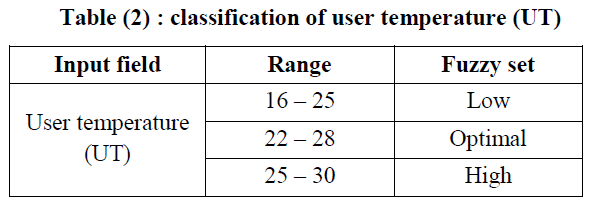 Table (2) : classification of user temperature (UT)
Input field Range Fuzzy set
User temperature (UT)
16 – 25 Low
22 – 28 Optimal
25 – 30 High